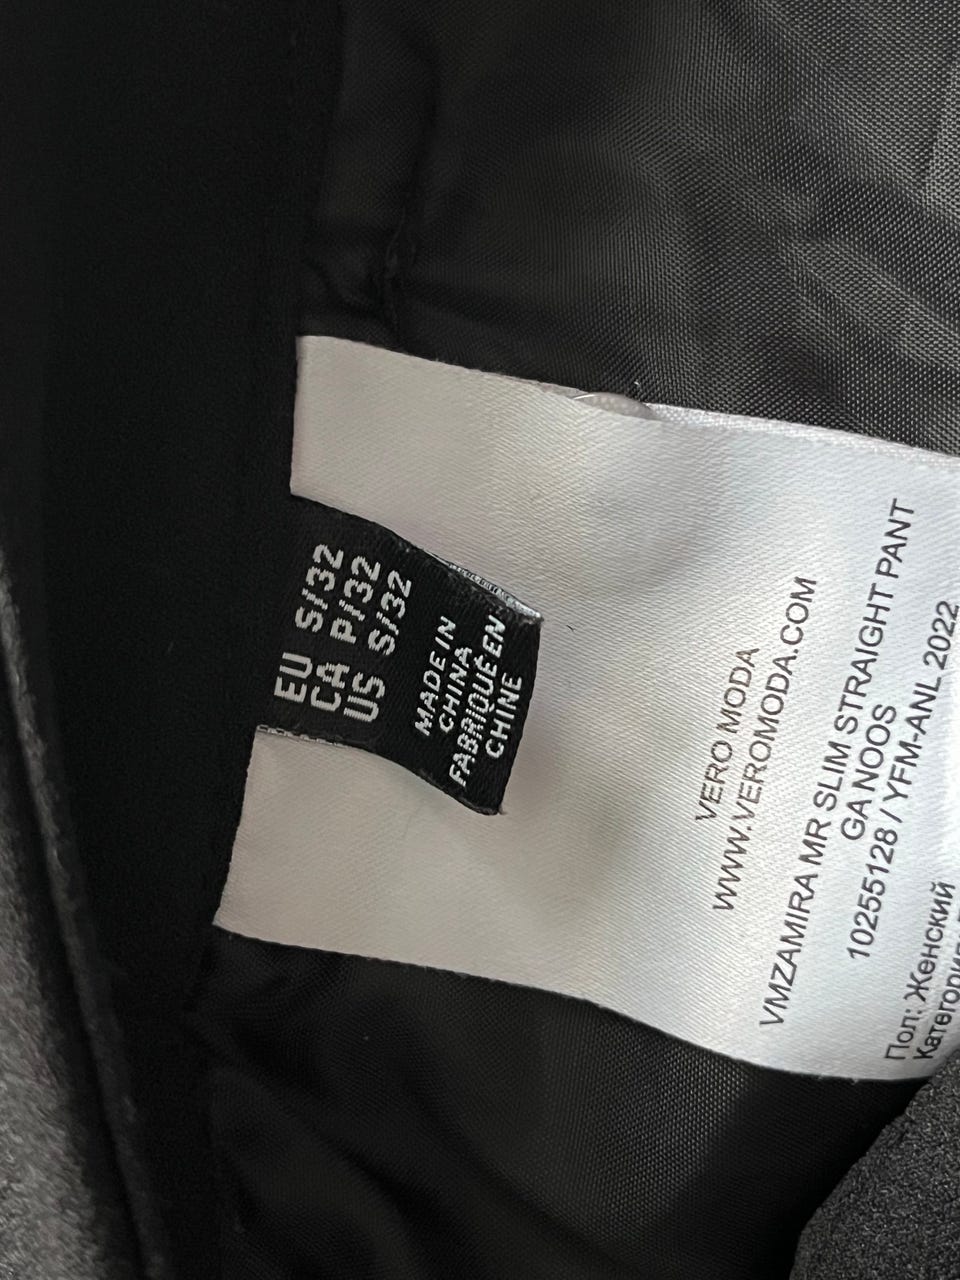 EU S/32
CA P/32
US S/32
MADE IN
CHINA
FABRIQUÉ EN
CHINE
VERO MODA
WWW.VEROMODA.COM
VMZAMIRA MR SLIM STRAIGHT PANT
GA NOOS
10255128 / YFM-ANL 2022
Пол: Женский